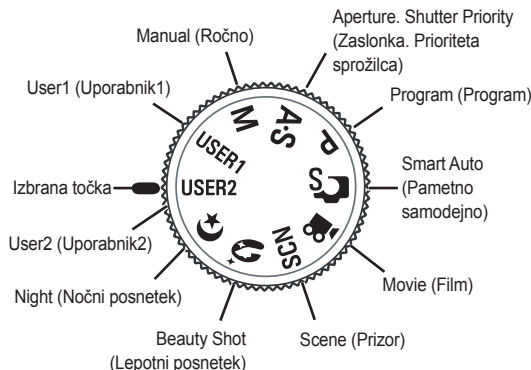 Aperture. Shutter Priority
(Zaslonka. Prioriteta
sprožilca)
Manual (Ročno)
User1 (Uporabnik1)
Program (Program)
Smart Auto
(Pametno
samodejno)
Izbrana točka
User2 (Uporabnik2)
Night (Nočni posnetek)
Movie (Film)
Beauty Shot
(Lepotni posnetek)
Scene (Prizor)
M
A·S
P
USER1
USER2
S
SCN